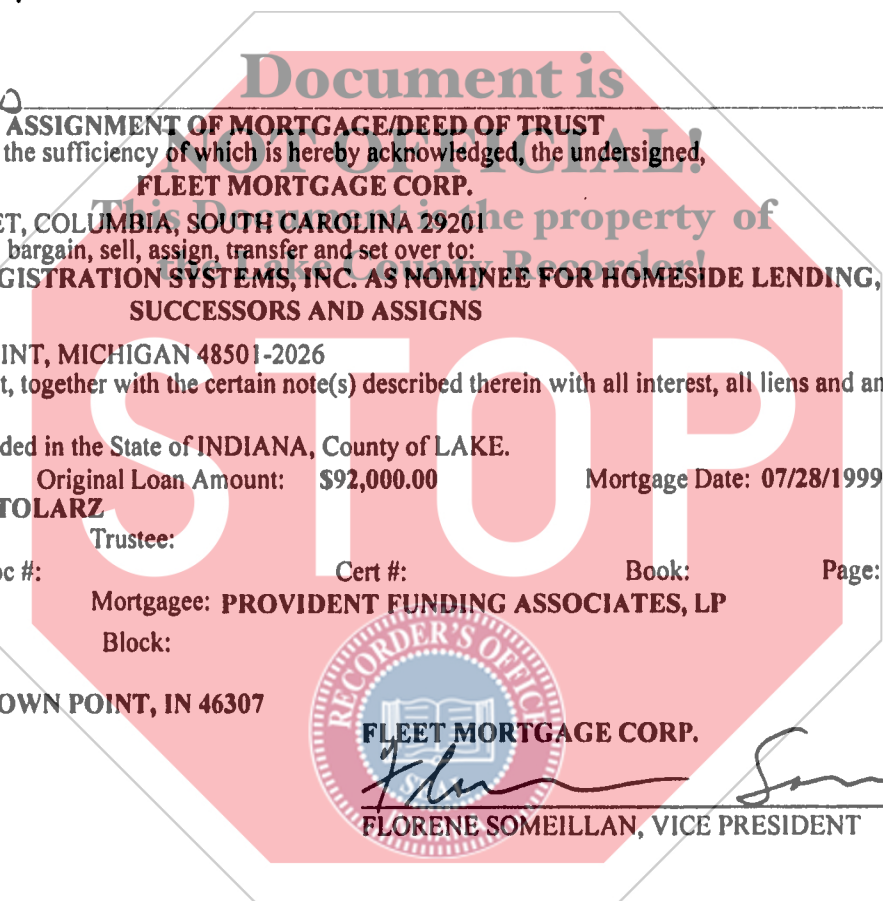 Document is
ASSIGNMENT OF MORTGAGE/DEED OF TRUST
NOT OFFICIAL!
the sufficiency of which is hereby acknowledged, the undersigned,
FLEET MORTGAGE CORP.
This Document is the property of
ET, COLUMBIA, SOUTH CAROLINA 29201
bargain, sell, assign, transfer and set over to:
the Lake County Recorder!
GISTRATION SYSTEMS, INC. AS NOMINEE FOR HOMESIDE LENDING,
SUCCESSORS AND ASSIGNS
INT, MICHIGAN 48501-2026
t, together with the certain note(s) described therein with all interest, all liens and an
ded in the State of INDIANA, County of LAKE.
Original Loan Amount: $92,000.00 Mortgage Date: 07/28/1999
STOP
TOLARZ
Trustee:
oc #: Cert #: Book: Page:
Mortgagee: PROVIDENT FUNDING ASSOCIATES, LP
Block:
RECORDER'S OFFICE
OWN POINT, IN 46307
FLEET MORTGAGE CORP.
SEAL
INDIANA
FLORENE SOMEILLAN, VICE PRESIDENT